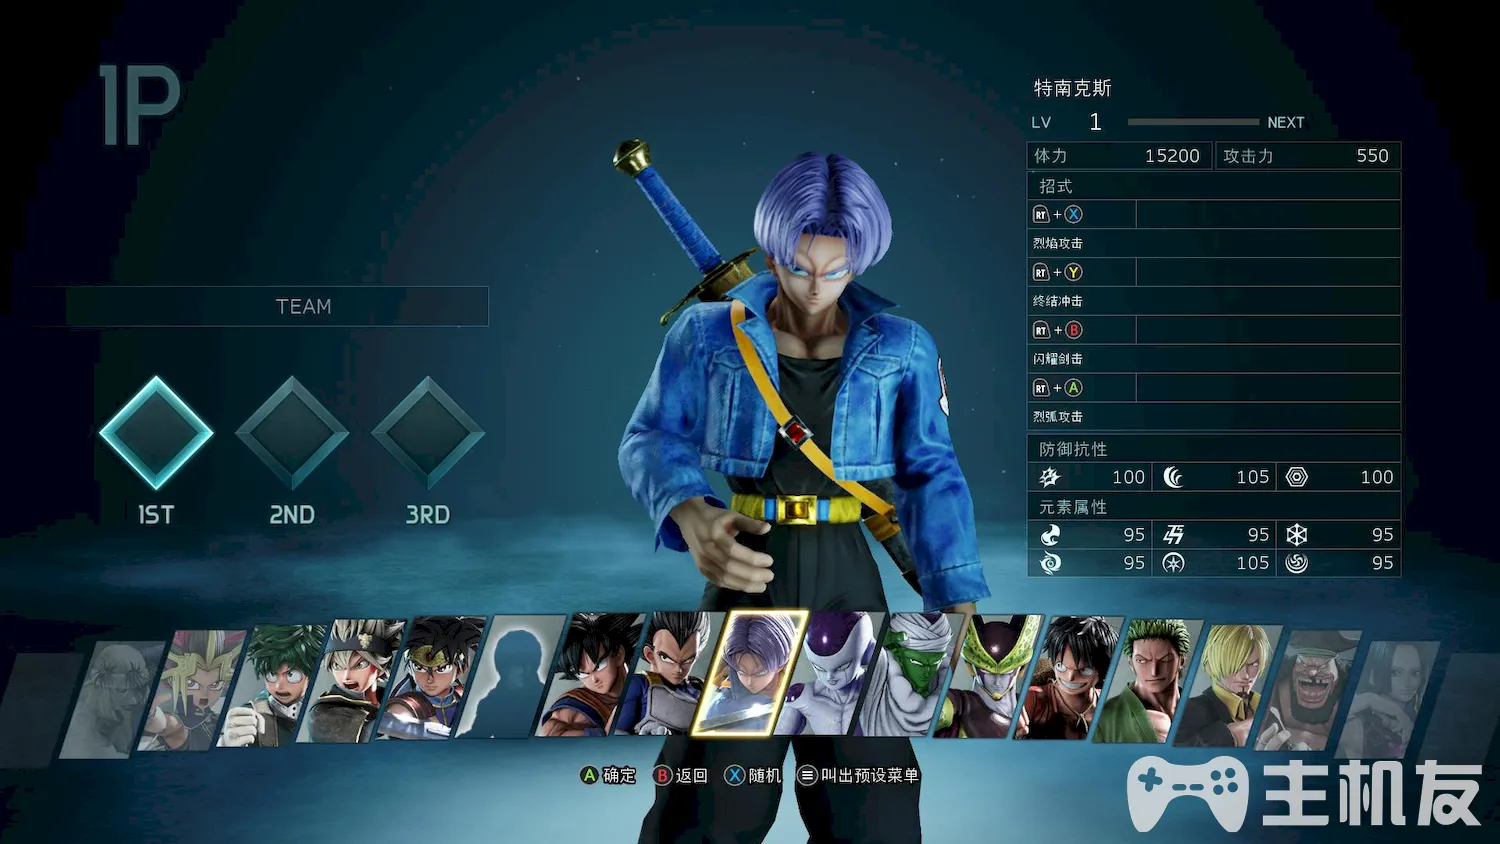 1P
TEAM
1ST 2ND 3RD
特南克斯
LV 1 NEXT
体力 15200 攻击力 550
招式
RT + X
烈焰攻击
RT + Y
终结冲击
RT + B
闪耀剑击
RT + A
烈弧攻击
防御抗性
100 105 100
元素属性
95 95 95
95 105 95
A 确定 B 返回 X 随机 叫出预设菜单
主机友